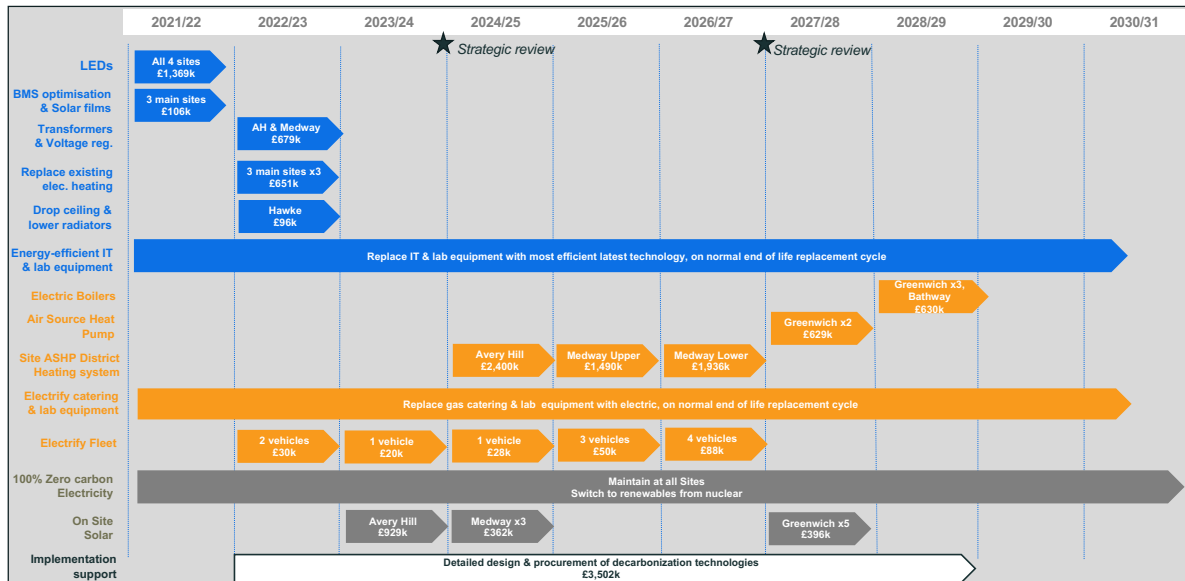 2021/22 2022/23 2023/24 2024/25 2025/26 2026/27 2027/28 2028/29 2029/30 2030/31
Strategic review Strategic review
LEDs
All 4 sites
£1,369k
BMS optimisation
& Solar films
3 main sites
£106k
Transformers
& Voltage reg.
AH & Medway
£679k
Replace existing
elec. heating
3 main sites x3
£651k
Drop ceiling &
lower radiators
Hawke
£96k
Energy-efficient IT
& lab equipment
Replace IT & lab equipment with most efficient latest technology, on normal end of life replacement cycle
Electric Boilers
Greenwich x3,
Bathway
£630k
Air Source Heat
Pump
Greenwich x2
£629k
Site ASHP District
Heating system
Avery Hill
£2,400k
Medway Upper
£1,490k
Medway Lower
£1,936k
Electrify catering
& lab equipment
Replace gas catering & lab equipment with electric, on normal end of life replacement cycle
Electrify Fleet
2 vehicles
£30k
1 vehicle
£20k
1 vehicle
£28k
3 vehicles
£50k
4 vehicles
£88k
100% Zero carbon
Electricity
Maintain at all Sites
Switch to renewables from nuclear
On Site
Solar
Avery Hill
£929k
Medway x3
£362k
Greenwich x5
£396k
Implementation
support
Detailed design & procurement of decarbonization technologies
£3,502k